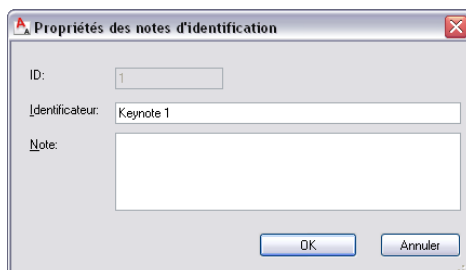 Propriétés des notes d'identification
ID: 1
Identificateur: Keynote 1
Note:
OK Annuler